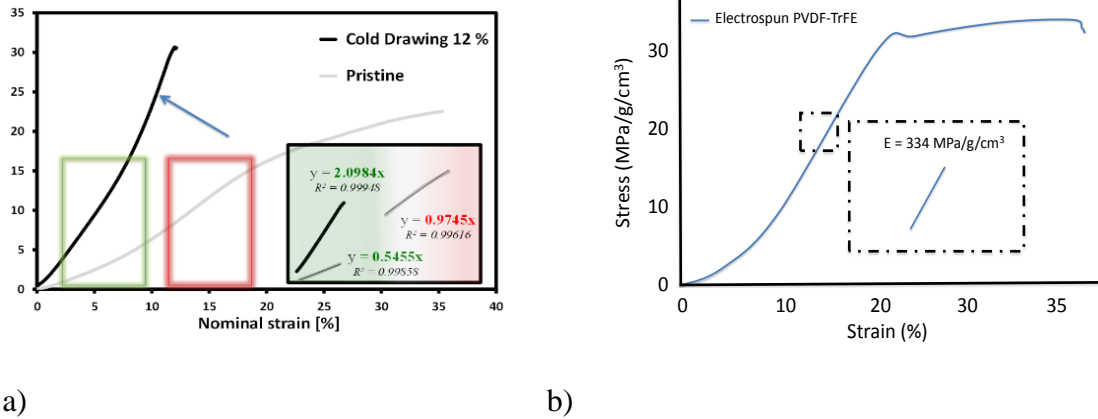 35
30
25
20
15
10
5
0
0
5
10
15
20
25
30
35
40
Nominal strain [%]
Cold Drawing 12 %
Pristine
y = 2.0984x
R² = 0.99948
y = 0.9745x
R² = 0.99616
y = 0.5455x
R² = 0.99858
a)
Electrospun PVDF-TrFE
Stress (MPa/g/cm³)
30
20
10
0
0
10
20
30
35
Strain (%)
E = 334 MPa/g/cm³
b)